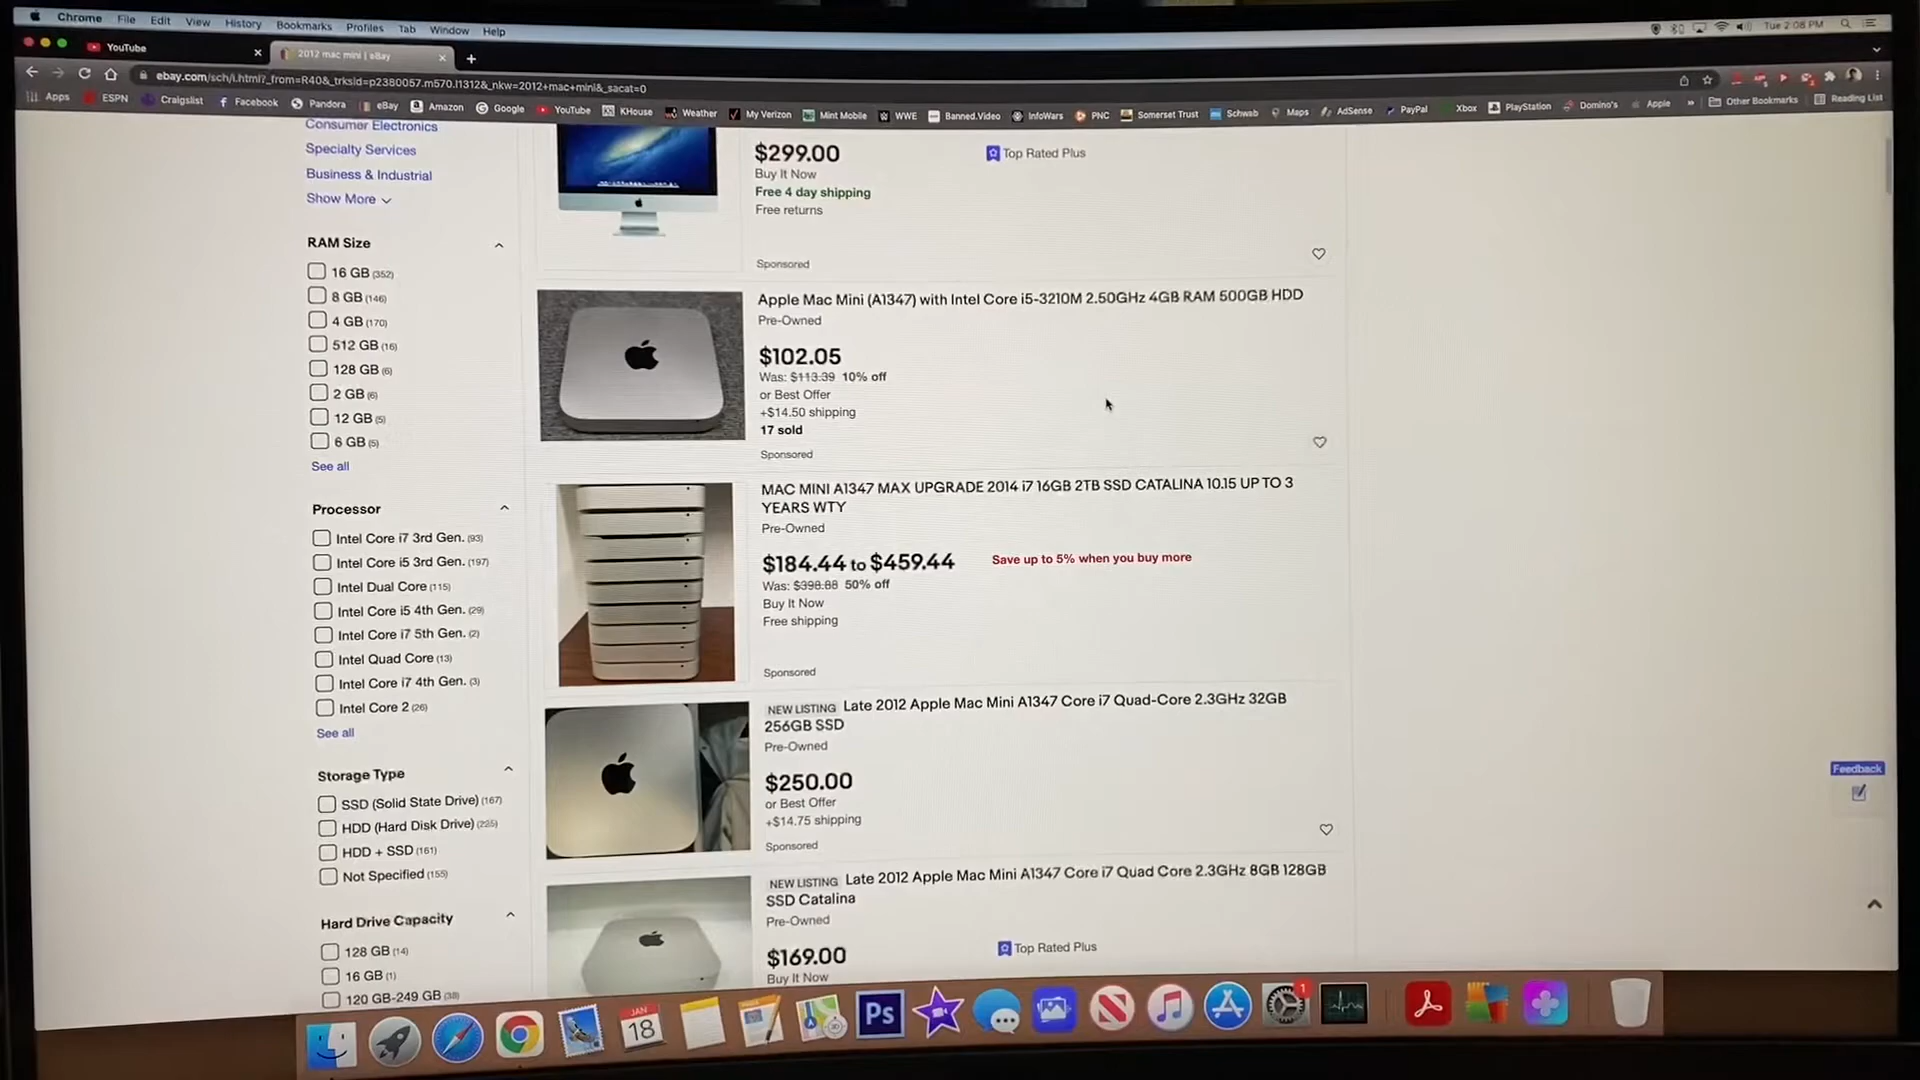 Chrome File Edit View History Bookmarks Profiles Tab Window Help Tue 2:08 PM
YouTube 2012 mac mini | eBay
ebay.com/sch/i.html?_from=R40&_trksid=p2380057.m570.l1312&_nkw=2012+mac+mini&_sacat=0
Apps ESPN Craigslist Facebook Pandora eBay Amazon Google YouTube KHouse Weather My Verizon Mint Mobile WWE Banned.Video InfoWars PNC Somerset Trust Schwab Maps AdSense PayPal Xbox PlayStation Domino's Apple » Other Bookmarks Reading List
Consumer Electronics
Specialty Services
Business & Industrial
Show More
RAM Size
16 GB (352)
8 GB (146)
4 GB (170)
512 GB (16)
128 GB (6)
2 GB (6)
12 GB (5)
6 GB (5)
See all
Processor
Intel Core i7 3rd Gen. (93)
Intel Core i5 3rd Gen. (197)
Intel Dual Core (115)
Intel Core i5 4th Gen. (29)
Intel Core i7 5th Gen. (2)
Intel Quad Core (13)
Intel Core i7 4th Gen. (3)
Intel Core 2 (26)
See all
Storage Type
SSD (Solid State Drive) (167)
HDD (Hard Disk Drive) (225)
HDD + SSD (161)
Not Specified (155)
Hard Drive Capacity
128 GB (14)
16 GB (1)
120 GB-249 GB (38)
$299.00
Top Rated Plus
Buy It Now
Free 4 day shipping
Free returns
Sponsored
Apple Mac Mini (A1347) with Intel Core i5-3210M 2.50GHz 4GB RAM 500GB HDD
Pre-Owned
$102.05
Was: $113.39 10% off
or Best Offer
+$14.50 shipping
17 sold
Sponsored
MAC MINI A1347 MAX UPGRADE 2014 i7 16GB 2TB SSD CATALINA 10.15 UP TO 3
YEARS WTY
Pre-Owned
$184.44 to $459.44
Save up to 5% when you buy more
Was: $398.88 50% off
Buy It Now
Free shipping
Sponsored
NEW LISTING Late 2012 Apple Mac Mini A1347 Core i7 Quad-Core 2.3GHz 32GB
256GB SSD
Pre-Owned
$250.00
or Best Offer
+$14.75 shipping
Sponsored
NEW LISTING Late 2012 Apple Mac Mini A1347 Core i7 Quad Core 2.3GHz 8GB 128GB
SSD Catalina
Pre-Owned
$169.00
Top Rated Plus
Buy It Now
Feedback
JAN
18
Ps
1